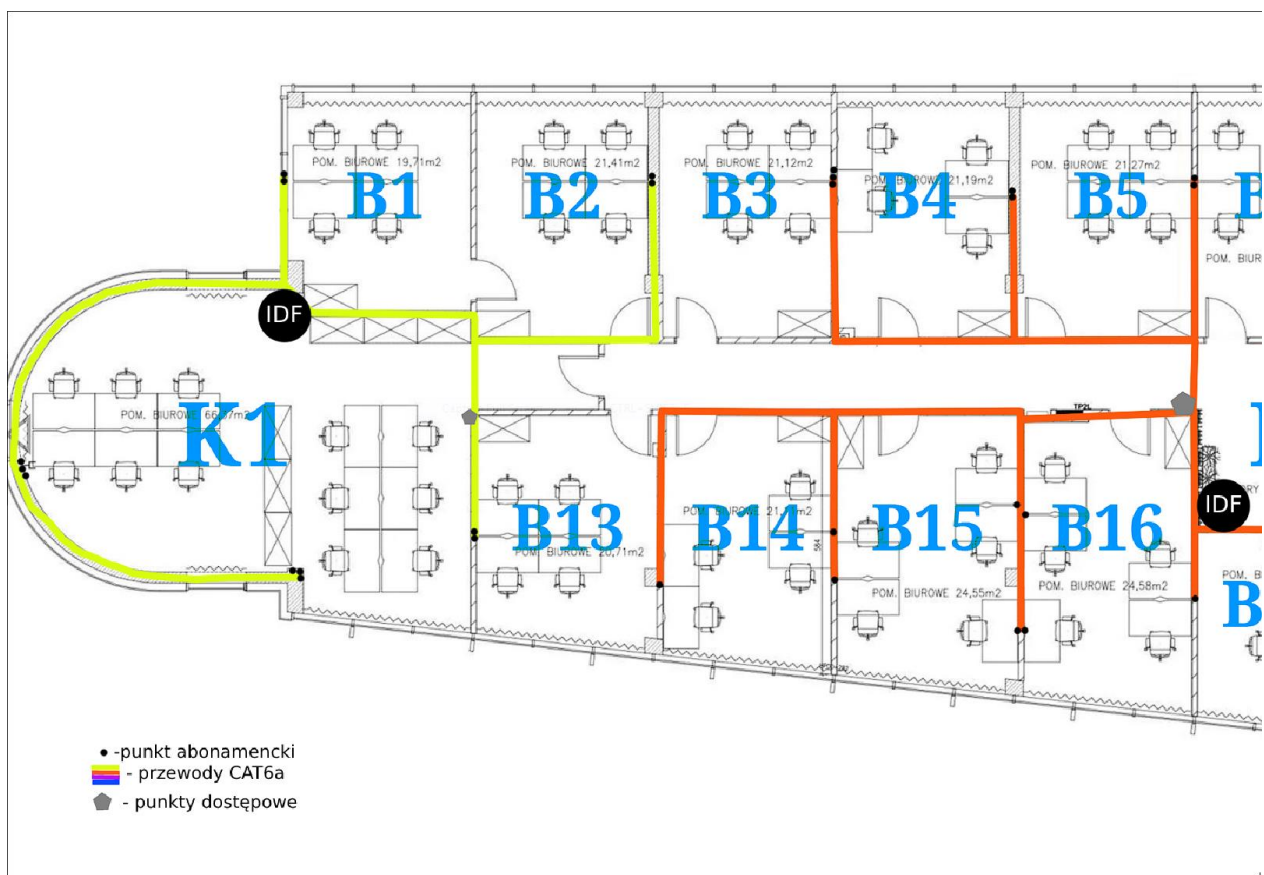 POM. BIUROWE 19,71m2
B1
POM. BIUROWE 21,41m2
B2
POM. BIUROWE 21,12m2
B3
POM. BIUROWE 21,19m2
B4
POM. BIUROWE 21,27m2
B5
POM. BIUR
IDF
K1
TP21
IDF
B13
POM. BIUROWE 20,71m2
B14
584
B15
POM. BIUROWE 24,55m2
B16
POM. BIUROWE 24,58m2
POM. B
B
-punkt abonamencki
- przewody CAT6a
- punkty dostępowe